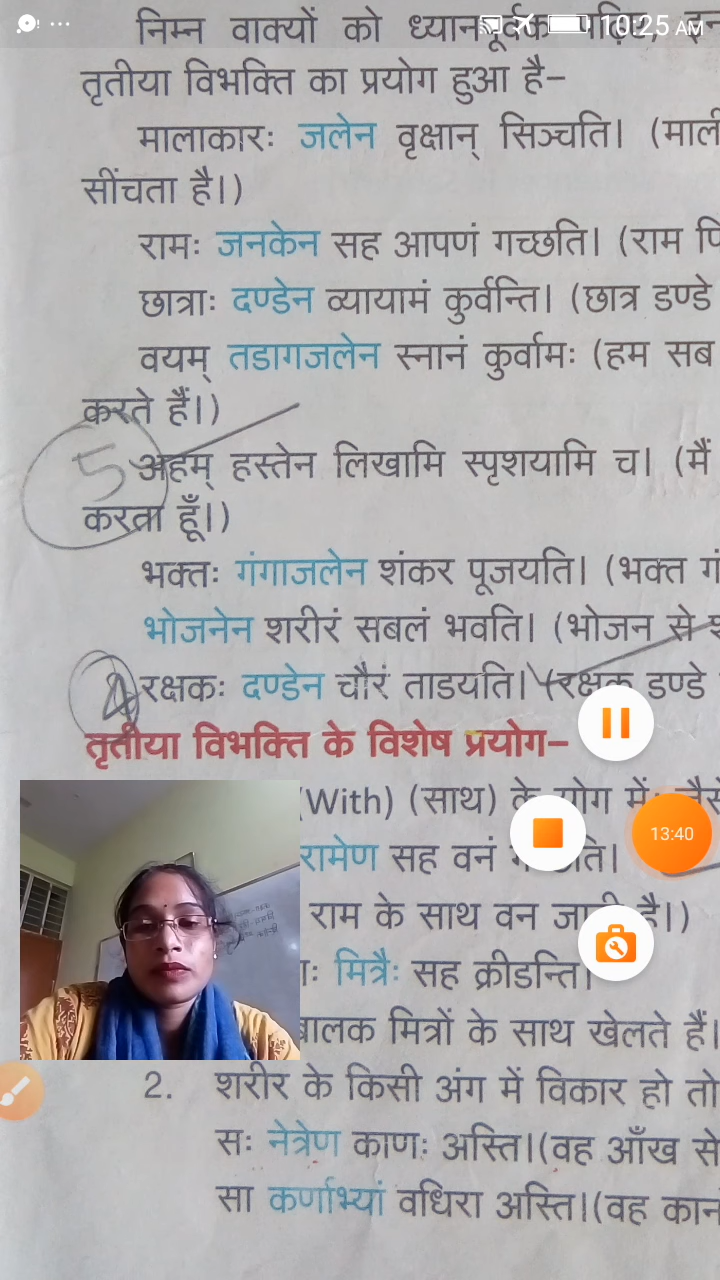 10:25 AM
निम्न वाक्यों को ध्यानपूर्वक पढ़िए, इन
तृतीया विभक्ति का प्रयोग हुआ है–
मालाकारः जलेन वृक्षान् सिञ्चति। (माली
सींचता है।)
रामः जनकेन सह आपणं गच्छति। (राम पि
छात्राः दण्डेन व्यायामं कुर्वन्ति। (छात्र डण्डे
वयम् तडागजलेन स्नानं कुर्वामः (हम सब
करते हैं।)
5 अहम् हस्तेन लिखामि स्पृशयामि च। (मैं
करता हूँ।)
भक्तः गंगाजलेन शंकर पूजयति। (भक्त गं
भोजनेन शरीरं सबलं भवति। (भोजन से
रक्षकः दण्डेन चौरं ताडयति। (रक्षक डण्डे
तृतीया विभक्ति के विशेष प्रयोग–
(With) (साथ) के योग में, जैसे
13:40
रामेण सह वनं
राम के साथ वन जाती है।)
मित्रैः सह क्रीडन्ति।
बालक मित्रों के साथ खेलते हैं।
2. शरीर के किसी अंग में विकार हो तो
सः नेत्रेण काणः अस्ति।(वह आँख से
सा कर्णाभ्यां वधिरा अस्ति।(वह कान